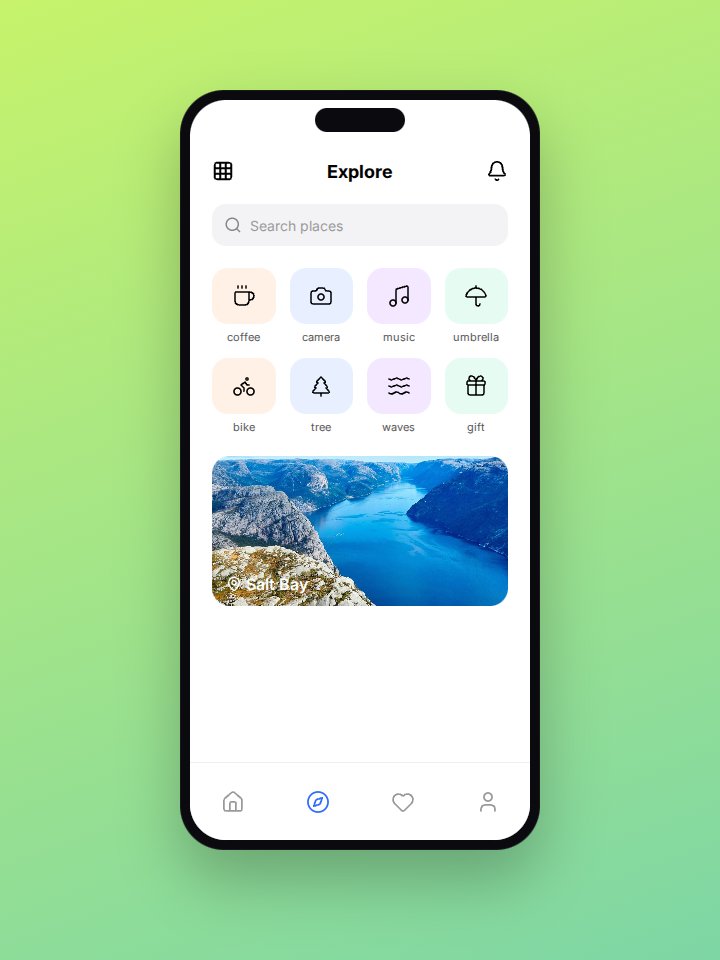 Explore
Search places
coffee camera music umbrella
bike tree waves gift
Salt Bay